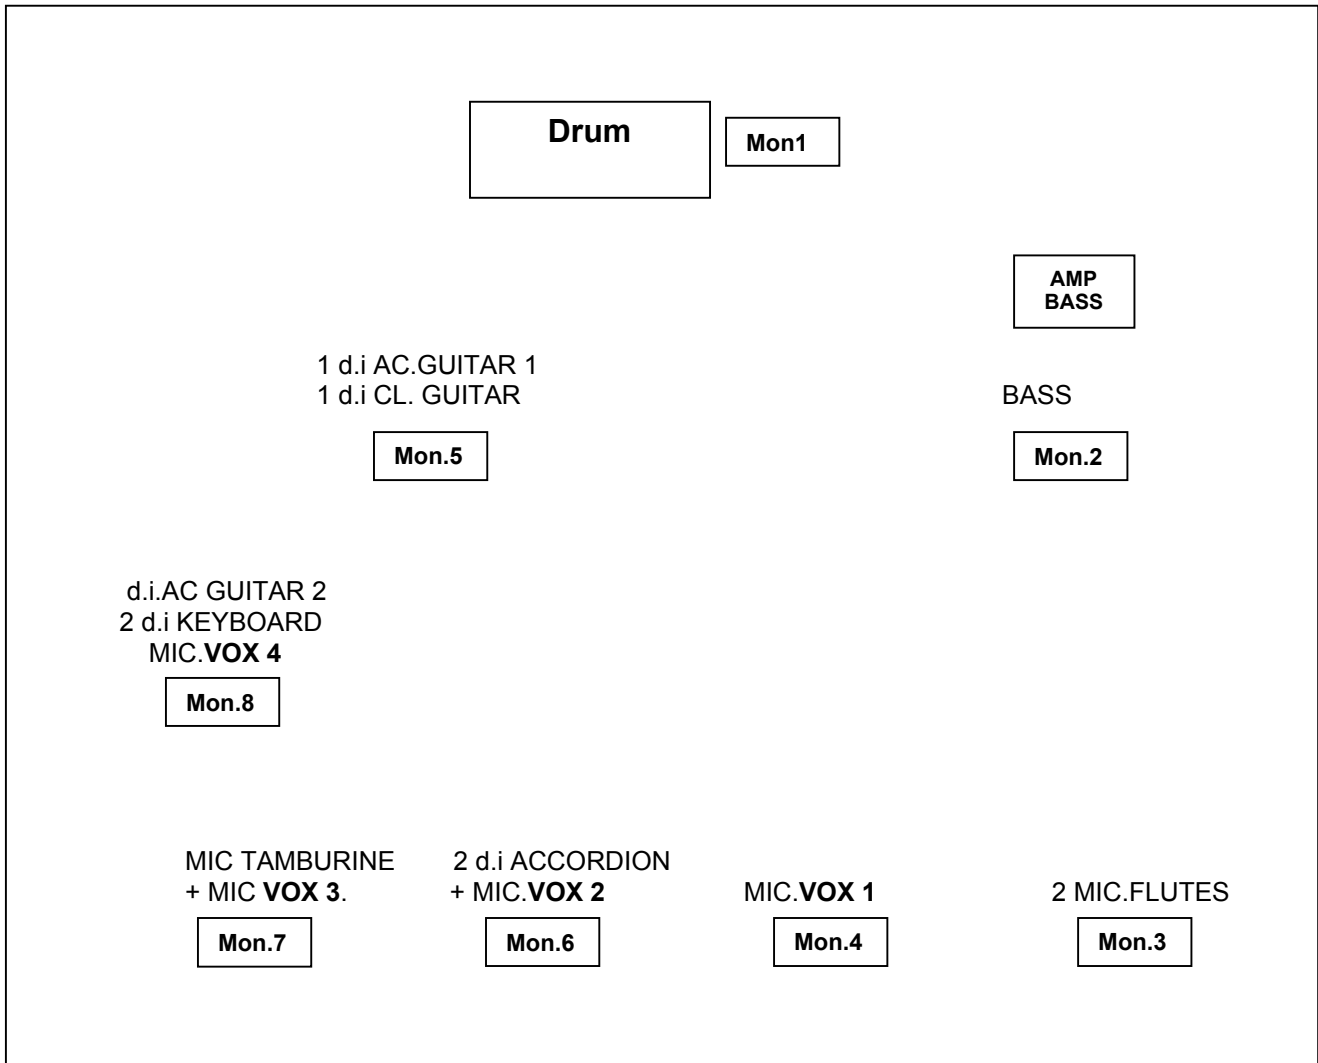 Drum
Mon1
AMP
BASS
1 d.i AC.GUITAR 1
1 d.i CL. GUITAR
BASS
Mon.5
Mon.2
d.i.AC GUITAR 2
2 d.i KEYBOARD
MIC.VOX 4
Mon.8
MIC TAMBURINE
+ MIC VOX 3.
2 d.i ACCORDION
+ MIC.VOX 2
MIC.VOX 1
2 MIC.FLUTES
Mon.7
Mon.6
Mon.4
Mon.3